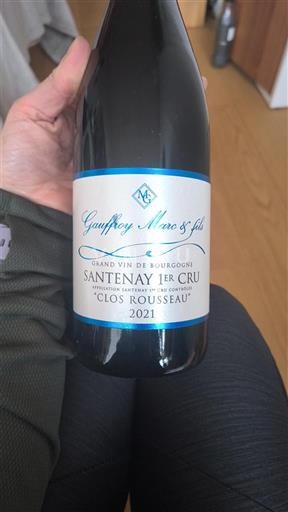 MG
Gauffroy Marc & fils
GRAND VIN DE BOURGOGNE
SANTENAY 1ER CRU
APPELLATION SANTENAY 1ER CRU CONTRÔLÉE
"CLOS ROUSSEAU"
2021